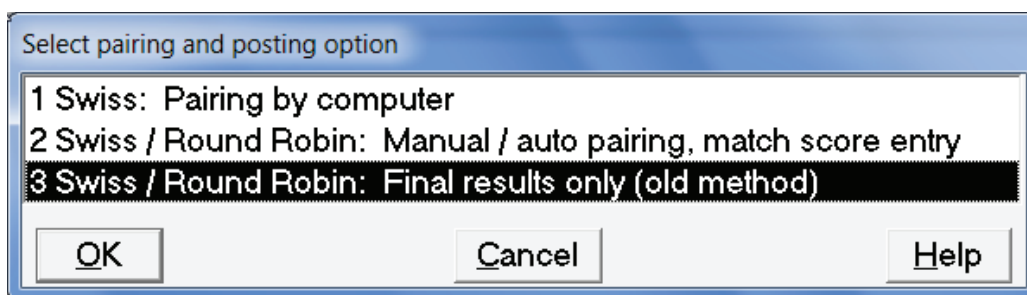 Select pairing and posting option
1 Swiss: Pairing by computer
2 Swiss / Round Robin: Manual / auto pairing, match score entry
3 Swiss / Round Robin: Final results only (old method)
OK Cancel Help